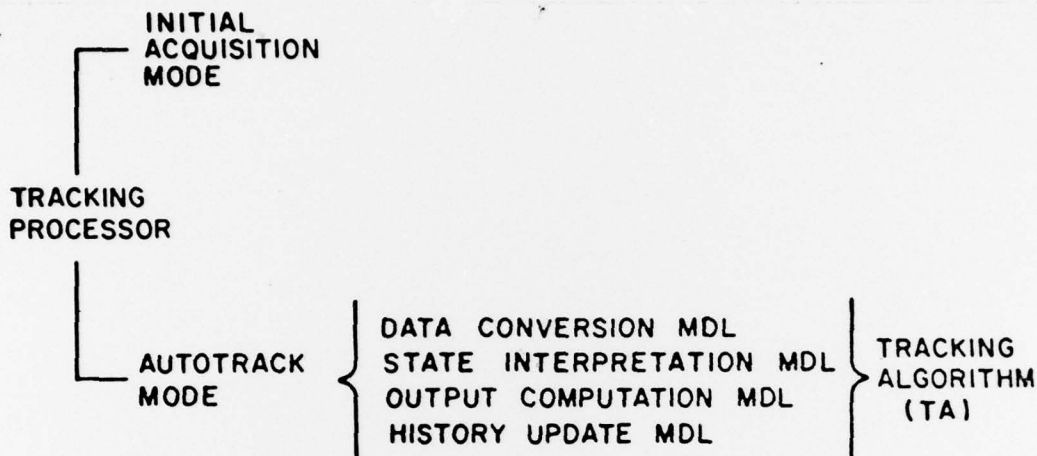 INITIAL
ACQUISITION
MODE
TRACKING
PROCESSOR
AUTOTRACK
MODE
DATA CONVERSION MDL
STATE INTERPRETATION MDL
OUTPUT COMPUTATION MDL
HISTORY UPDATE MDL
TRACKING
ALGORITHM
(TA)